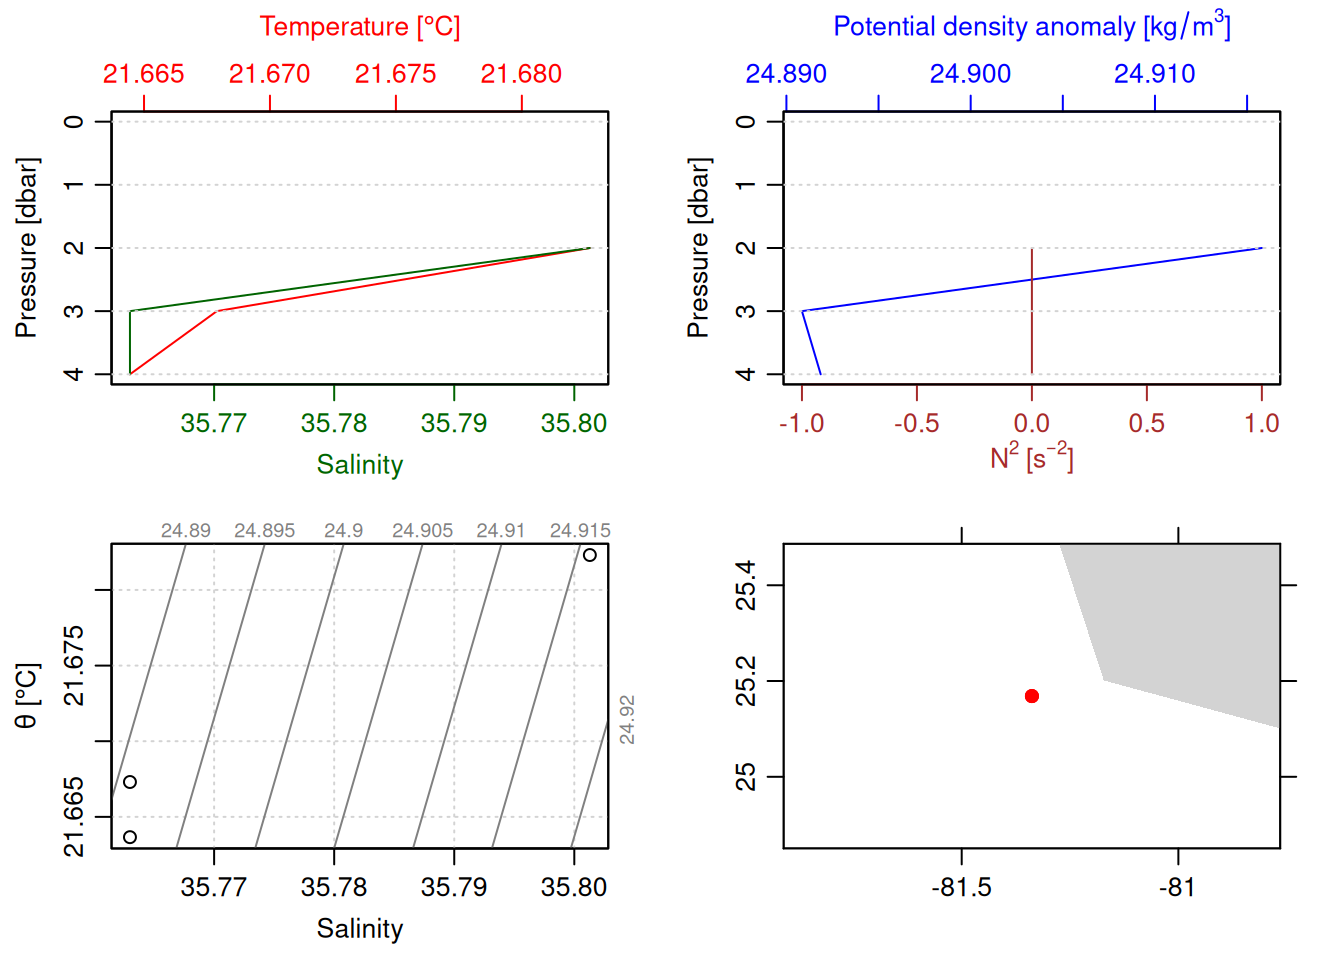 Temperature [°C]
21.665 21.670 21.675 21.680
Pressure [dbar]
0
1
2
3
4
35.77 35.78 35.79 35.80
Salinity
Potential density anomaly [kg/m³]
24.890 24.900 24.910
Pressure [dbar]
0
1
2
3
4
-1.0 -0.5 0.0 0.5 1.0
N² [s⁻²]
24.89 24.895 24.9 24.905 24.91 24.915
24.92
θ [°C]
21.675
21.665
35.77 35.78 35.79 35.80
Salinity
25.4
25.2
25
-81.5 -81